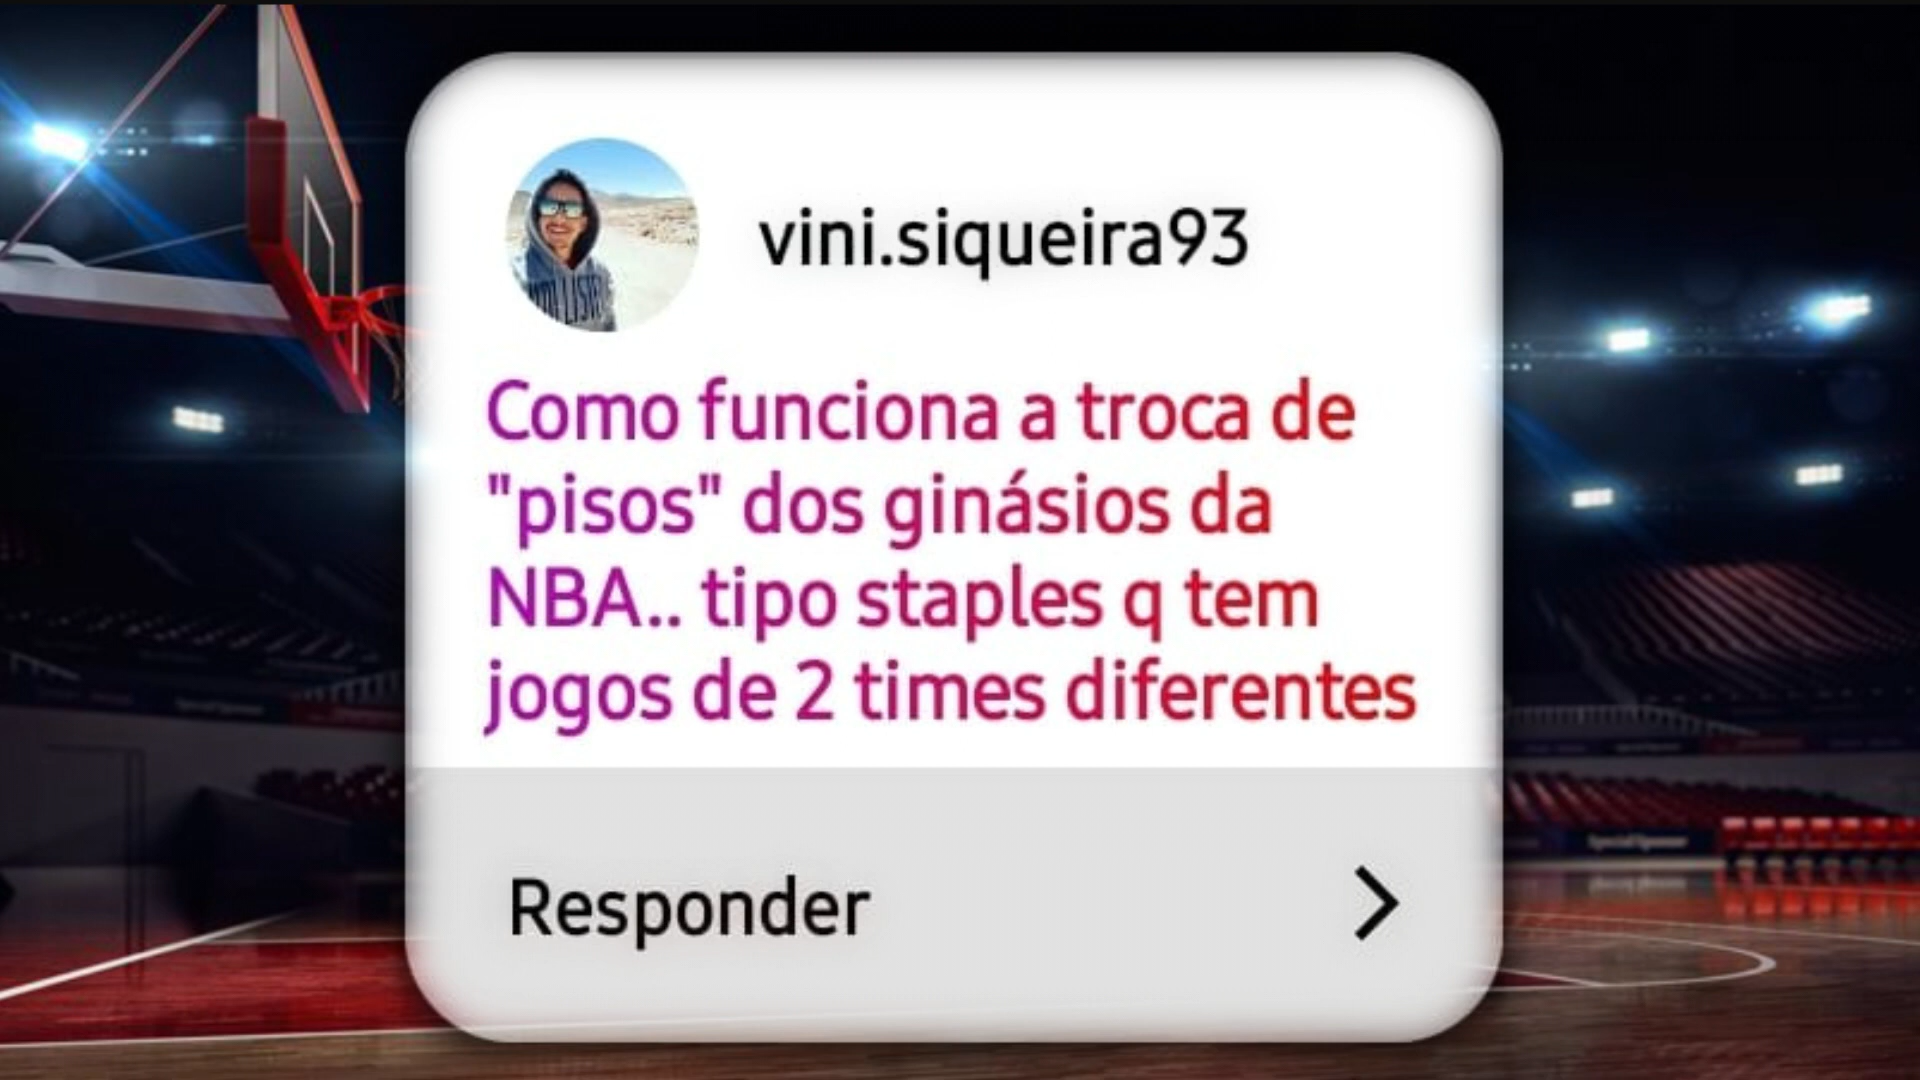 vini.siqueira93
Como funciona a troca de
"pisos" dos ginásios da
NBA.. tipo staples q tem
jogos de 2 times diferentes
Responder